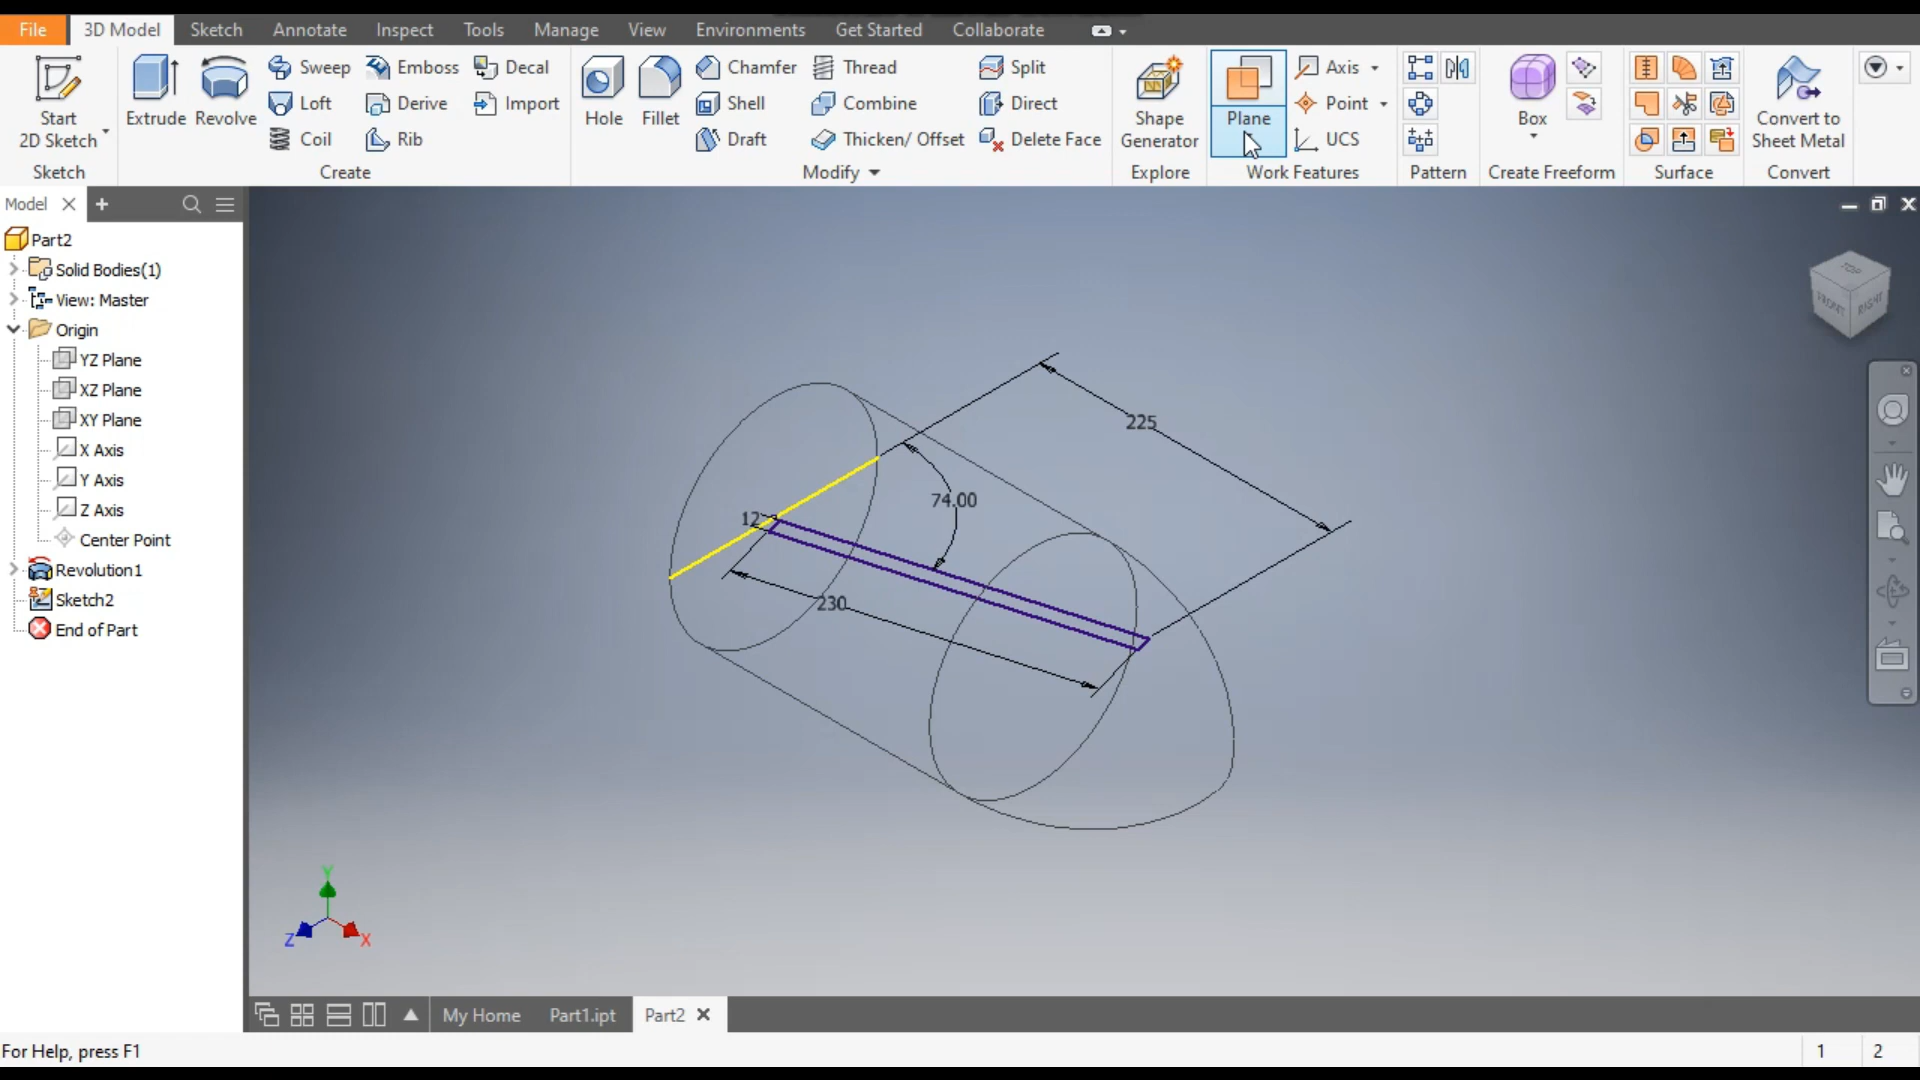 File 3D Model Sketch Annotate Inspect Tools Manage View Environments Get Started Collaborate
Start
2D Sketch
Extrude
Revolve
Sweep
Loft
Coil
Emboss
Derive
Rib
Decal
Import
Hole
Fillet
Chamfer
Shell
Draft
Thread
Combine
Thicken/ Offset
Split
Direct
Delete Face
Shape
Generator
Plane
Axis
Point
UCS
Box
Convert to
Sheet Metal
Sketch Create Modify Explore Work Features Pattern Create Freeform Surface Convert
Model
Part2
Solid Bodies(1)
View: Master
Origin
YZ Plane
XZ Plane
XY Plane
X Axis
Y Axis
Z Axis
Center Point
Revolution1
Sketch2
End of Part
TOP
FRONT
RIGHT
225
74.00
12
230
Y
Z
X
My Home Part1.ipt Part2
For Help, press F1
1 2